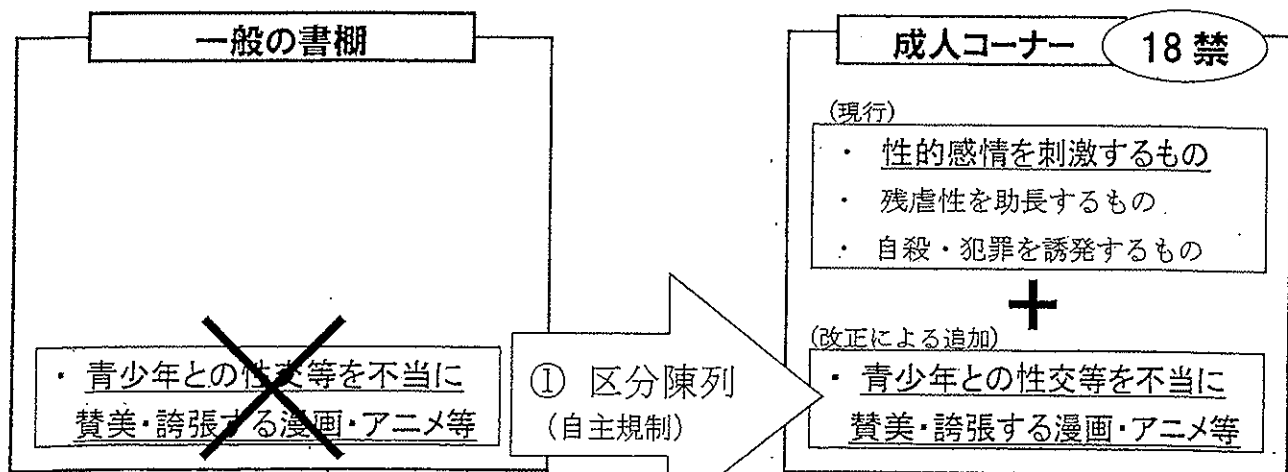 一般の書棚
・ 青少年との性交等を不当に
賛美・誇張する漫画・アニメ等
① 区分陳列
(自主規制)
成人コーナー
18 禁
(現行)
・ 性的感情を刺激するもの
・ 残虐性を助長するもの
・ 自殺・犯罪を誘発するもの
+
(改正による追加)
・ 青少年との性交等を不当に
賛美・誇張する漫画・アニメ等